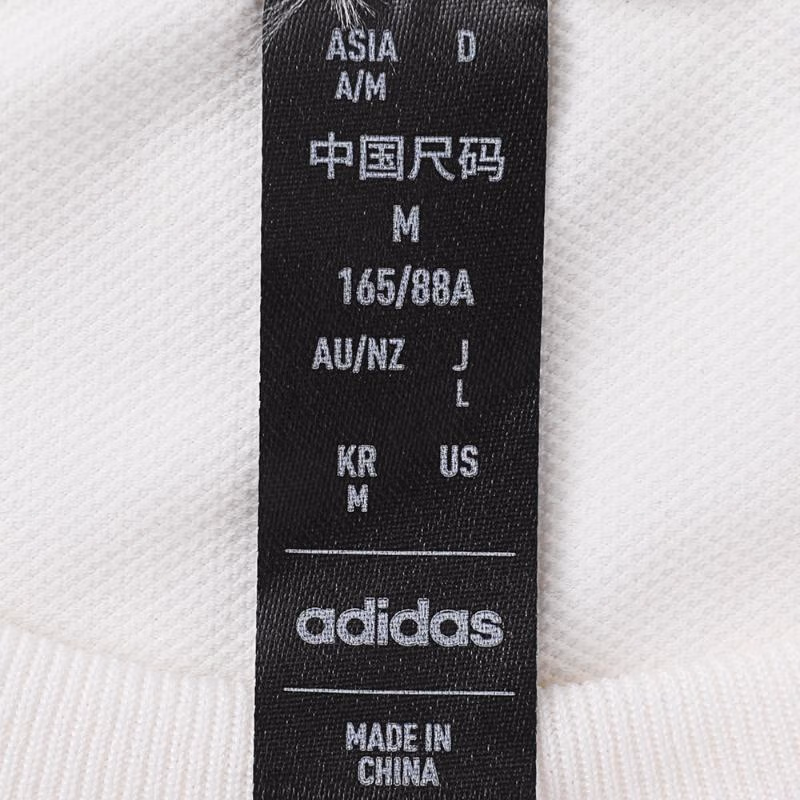 ASIA D
A/M
中国尺码
M
165/88A
AU/NZ J
L
KR US
M
adidas
MADE IN
CHINA